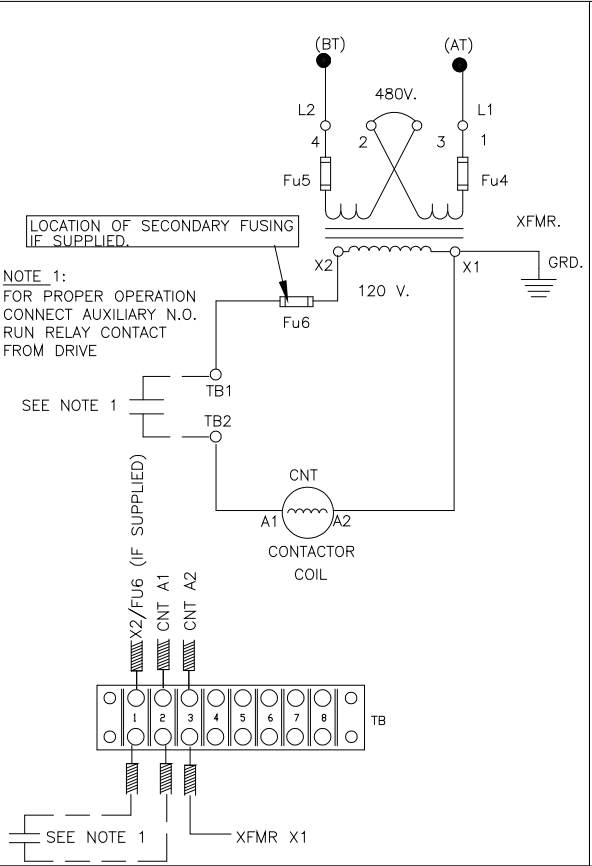 (BT)
(AT)
480V.
L2
L1
4
2
3
1
Fu5
Fu4
XFMR.
LOCATION OF SECONDARY FUSING
IF SUPPLIED.
X2
X1
GRD.
120 V.
NOTE 1:
FOR PROPER OPERATION
CONNECT AUXILIARY N.O.
RUN RELAY CONTACT
FROM DRIVE
Fu6
TB1
SEE NOTE 1
TB2
CNT
A1
A2
CONTACTOR
COIL
X2/FU6 (IF SUPPLIED)
CNT A1
CNT A2
1
2
3
4
5
6
7
8
TB
SEE NOTE 1
XFMR X1